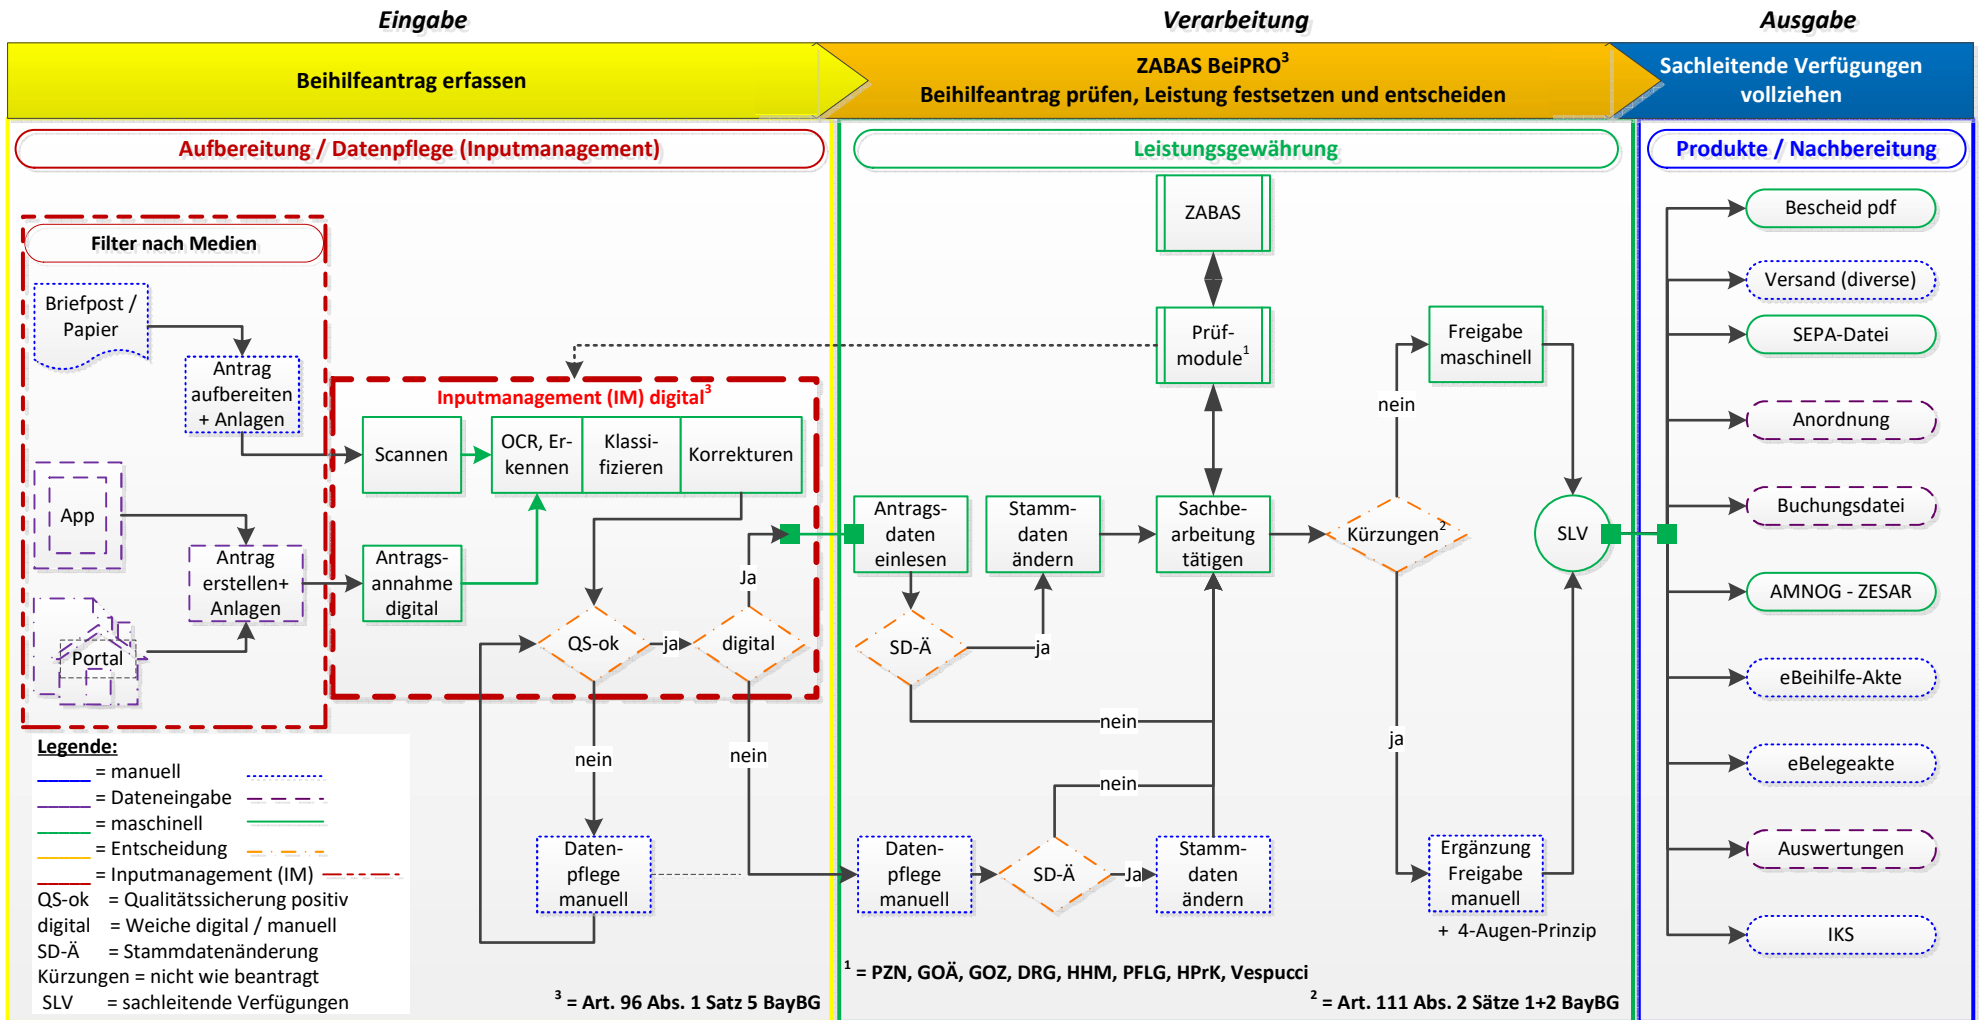 Eingabe
Verarbeitung
Ausgabe
Beihilfeantrag erfassen
ZABAS BeiPRO³
Beihilfeantrag prüfen, Leistung festsetzen und entscheiden
Sachleitende Verfügungen
vollziehen
Aufbereitung / Datenpflege (Inputmanagement)
Leistungsgewährung
Produkte / Nachbereitung
Filter nach Medien
Briefpost /
Papier
Antrag
aufbereiten
+ Anlagen
App
Antrag
erstellen+
Anlagen
Portal
Inputmanagement (IM) digital³
Scannen
OCR, Er-
kennen
Klassi-
fizieren
Korrekturen
Antrags-
annahme
digital
QS-ok
ja
digital
Ja
nein
nein
Daten-
pflege
manuell
Legende:
______ = manuell
______ = Dateneingabe
______ = maschinell
______ = Entscheidung
______ = Inputmanagement (IM)
QS-ok = Qualitätssicherung positiv
digital = Weiche digital / manuell
SD-Ä = Stammdatenänderung
Kürzungen = nicht wie beantragt
SLV = sachleitende Verfügungen
³ = Art. 96 Abs. 1 Satz 5 BayBG
ZABAS
Prüf-
module¹
Antrags-
daten
einlesen
Stamm-
daten
ändern
Sachbe-
arbeitung
tätigen
Kürzungen²
nein
Freigabe
maschinell
SLV
SD-Ä
ja
nein
nein
ja
Daten-
pflege
manuell
SD-Ä
Ja
Stamm-
daten
ändern
Ergänzung
Freigabe
manuell
+ 4-Augen-Prinzip
¹ = PZN, GOÄ, GOZ, DRG, HHM, PFLG, HPrK, Vespucci
² = Art. 111 Abs. 2 Sätze 1+2 BayBG
Bescheid pdf
Versand (diverse)
SEPA-Datei
Anordnung
Buchungsdatei
AMNOG - ZESAR
eBeihilfe-Akte
eBelegeakte
Auswertungen
IKS